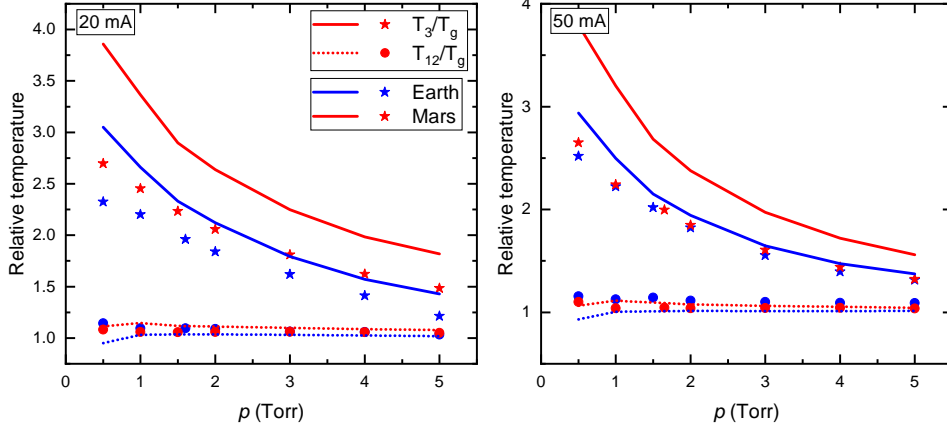 20 mA
T3/Tg
T12/Tg
Earth
Mars
Relative temperature
4.0
3.5
3.0
2.5
2.0
1.5
1.0
0 1 2 3 4 5
p (Torr)
50 mA
Relative temperature
4
3
2
1
0 1 2 3 4 5
p (Torr)